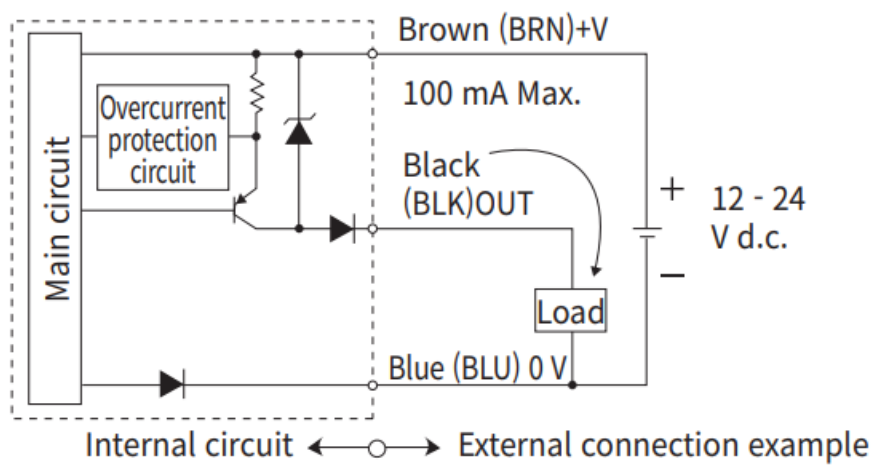 Brown (BRN)+V
100 mA Max.
Overcurrent
protection
circuit
Main circuit
Black
(BLK)OUT
+
12 - 24
V d.c.
−
Load
Blue (BLU) 0 V
Internal circuit
External connection example